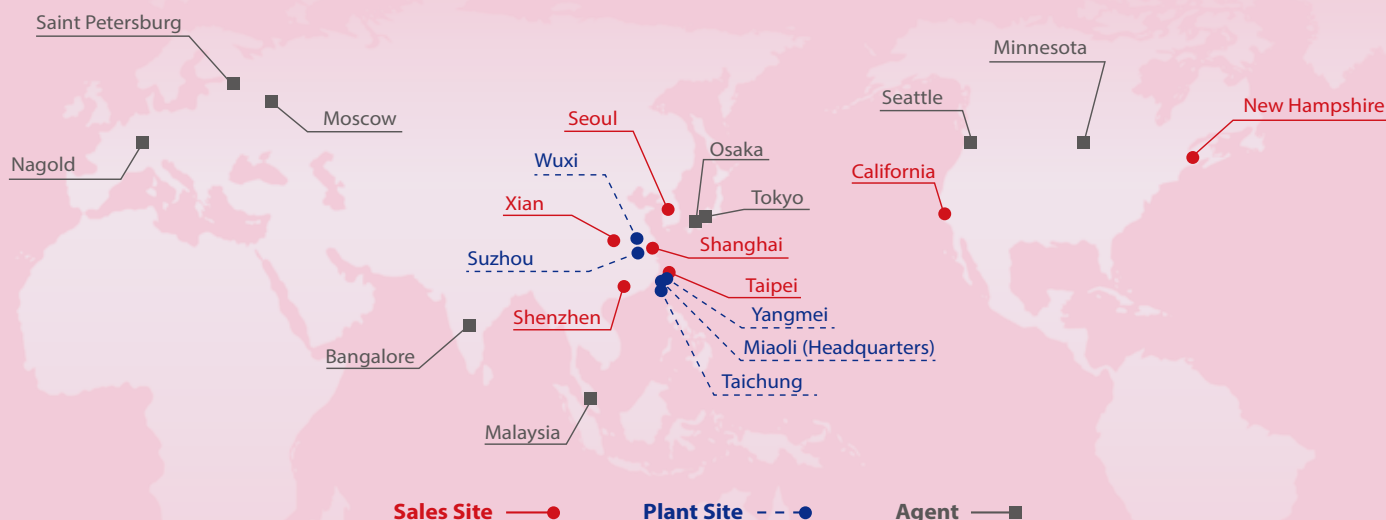 Saint Petersburg
Minnesota
Seattle
New Hampshire
Moscow
Seoul
Osaka
Nagold
Wuxi
California
Xian
Tokyo
Shanghai
Suzhou
Taipei
Shenzhen
Yangmei
Bangalore
Miaoli (Headquarters)
Taichung
Malaysia
Sales Site
Plant Site
Agent